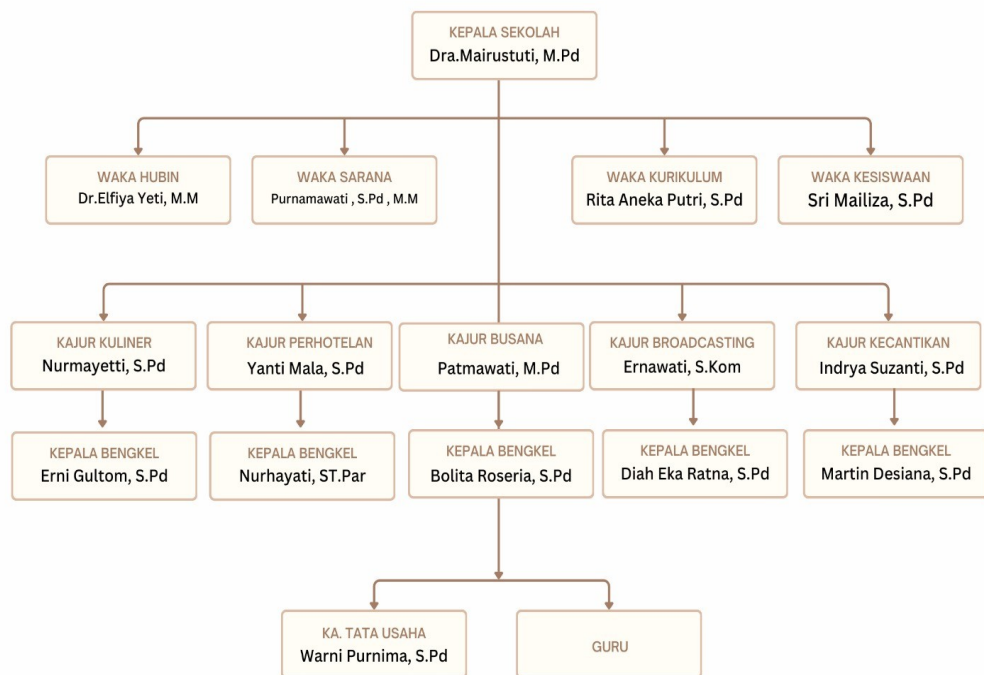 KEPALA SEKOLAH
Dra.Mairustuti, M.Pd
WAKA HUBIN
Dr.Elfiya Yeti, M.M
WAKA SARANA
Purnamawati , S.Pd , M.M
WAKA KURIKULUM
Rita Aneka Putri, S.Pd
WAKA KESISWAAN
Sri Mailiza, S.Pd
KAJUR KULINER
Nurmayetti, S.Pd
KAJUR PERHOTELAN
Yanti Mala, S.Pd
KAJUR BUSANA
Patmawati, M.Pd
KAJUR BROADCASTING
Ernawati, S.Kom
KAJUR KECANTIKAN
Indrya Suzanti, S.Pd
KEPALA BENGKEL
Erni Gultom, S.Pd
KEPALA BENGKEL
Nurhayati, ST.Par
KEPALA BENGKEL
Bolita Roseria, S.Pd
KEPALA BENGKEL
Diah Eka Ratna, S.Pd
KEPALA BENGKEL
Martin Desiana, S.Pd
KA. TATA USAHA
Warni Purnima, S.Pd
GURU